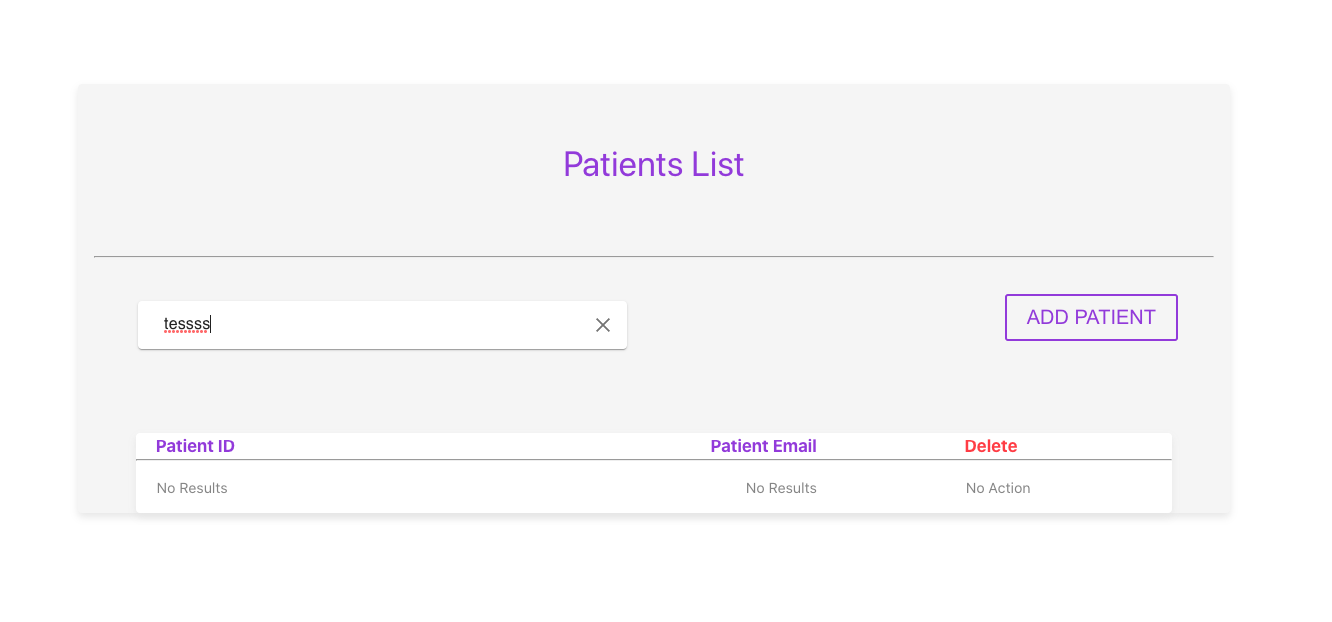 Patients List
tessss
ADD PATIENT
Patient ID Patient Email Delete
No Results No Results No Action